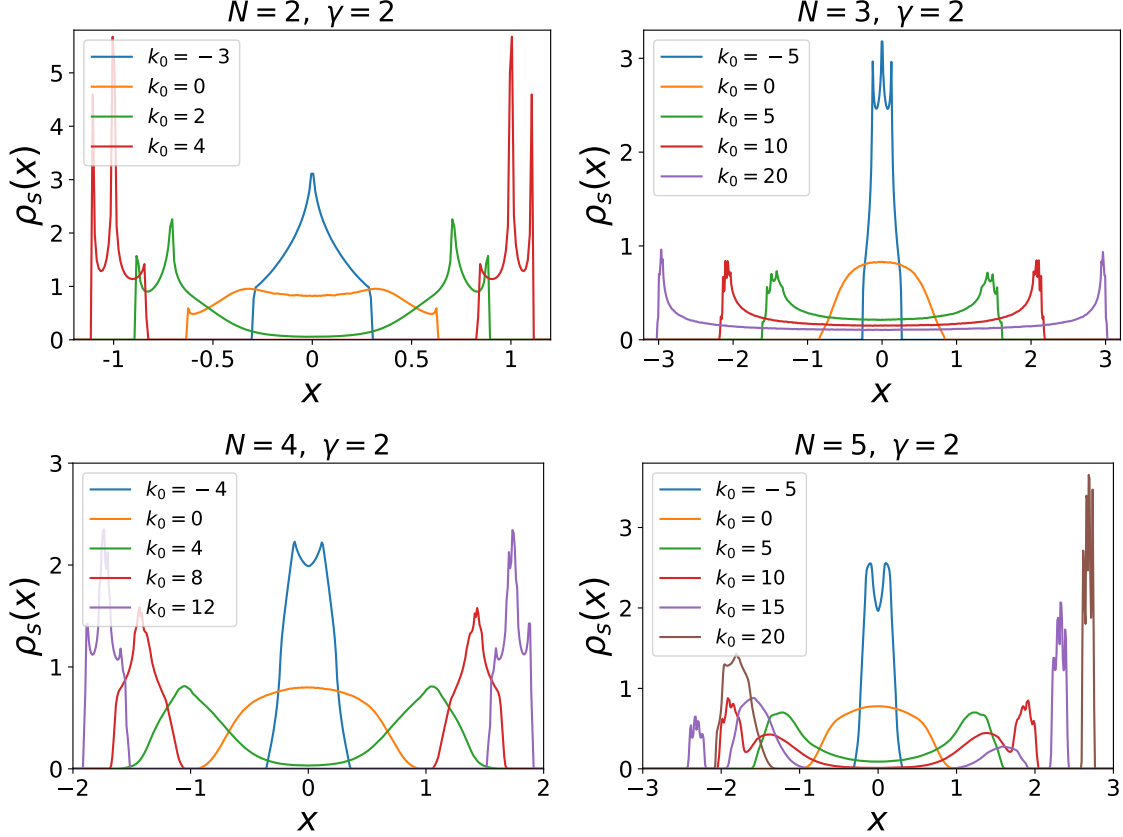 N = 2, γ = 2
ρs(x)
5
4
3
2
1
0
k0 = −3
k0 = 0
k0 = 2
k0 = 4
-1 -0.5 0 0.5 1
x
N = 3, γ = 2
ρs(x)
3
2
1
0
k0 = −5
k0 = 0
k0 = 5
k0 = 10
k0 = 20
−3 −2 −1 0 1 2 3
x
N = 4, γ = 2
ρs(x)
3
2
1
0
k0 = −4
k0 = 0
k0 = 4
k0 = 8
k0 = 12
−2 −1 0 1 2
x
N = 5, γ = 2
ρs(x)
3
2
1
0
k0 = −5
k0 = 0
k0 = 5
k0 = 10
k0 = 15
k0 = 20
−3 −2 −1 0 1 2 3
x